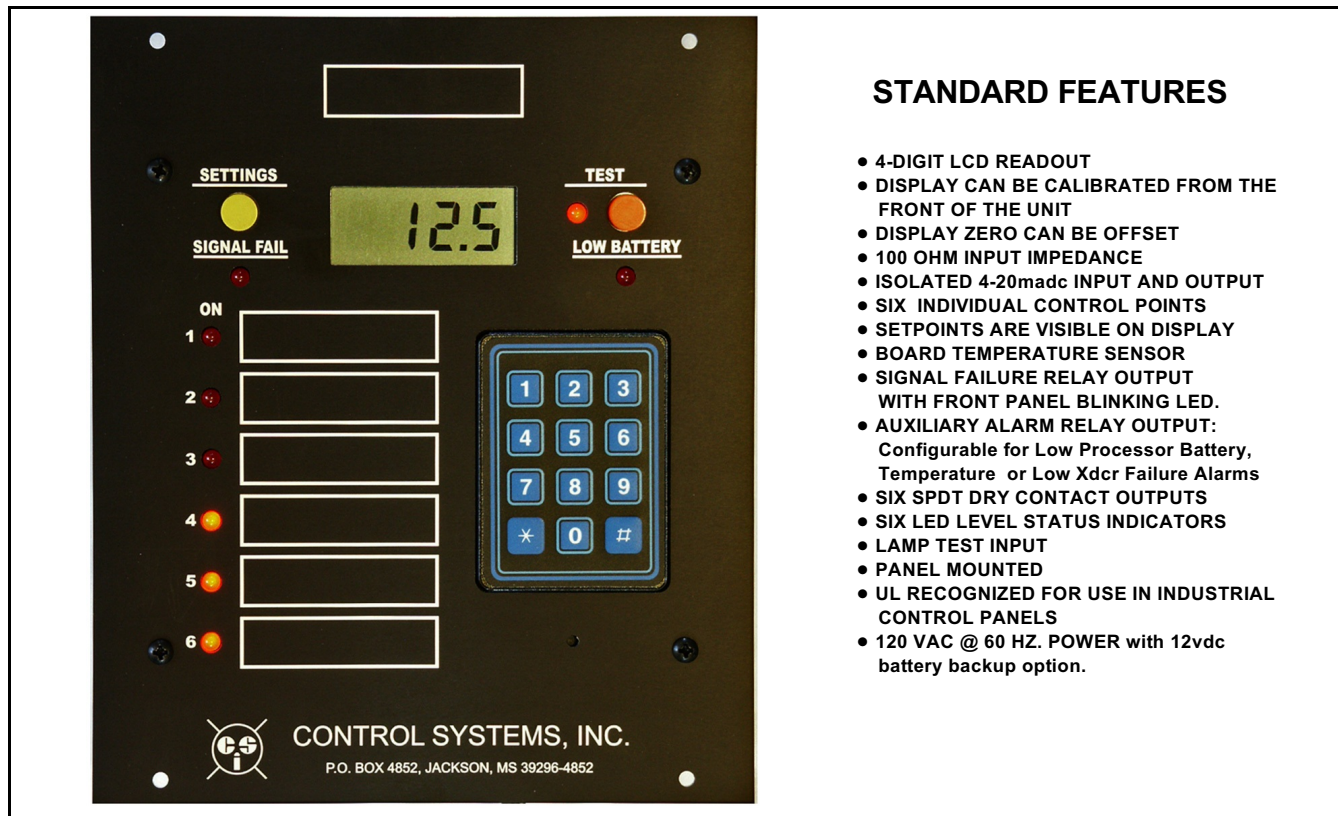 SETTINGS
TEST
12.5
SIGNAL FAIL
LOW BATTERY
ON
1
2
3
4
5
6
1 2 3
4 5 6
7 8 9
* 0 #
CSi
CONTROL SYSTEMS, INC.
P.O. BOX 4852, JACKSON, MS 39296-4852
STANDARD FEATURES
● 4-DIGIT LCD READOUT
● DISPLAY CAN BE CALIBRATED FROM THE
FRONT OF THE UNIT
● DISPLAY ZERO CAN BE OFFSET
● 100 OHM INPUT IMPEDANCE
● ISOLATED 4-20madc INPUT AND OUTPUT
● SIX INDIVIDUAL CONTROL POINTS
● SETPOINTS ARE VISIBLE ON DISPLAY
● BOARD TEMPERATURE SENSOR
● SIGNAL FAILURE RELAY OUTPUT
WITH FRONT PANEL BLINKING LED.
● AUXILIARY ALARM RELAY OUTPUT:
Configurable for Low Processor Battery,
Temperature or Low Xdcr Failure Alarms
● SIX SPDT DRY CONTACT OUTPUTS
● SIX LED LEVEL STATUS INDICATORS
● LAMP TEST INPUT
● PANEL MOUNTED
● UL RECOGNIZED FOR USE IN INDUSTRIAL
CONTROL PANELS
● 120 VAC @ 60 HZ. POWER with 12vdc
battery backup option.